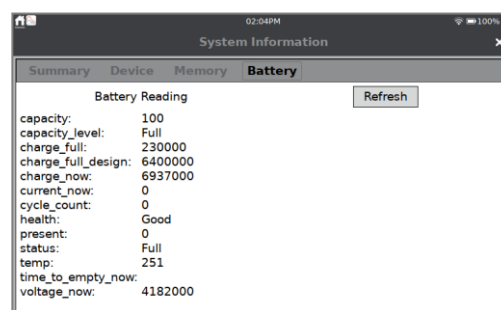 02:04PM 100%
System Information
Summary Device Memory Battery
Battery Reading Refresh
capacity: 100
capacity_level: Full
charge_full: 230000
charge_full_design: 6400000
charge_now: 6937000
current_now: 0
cycle_count: 0
health: Good
present: 0
status: Full
temp: 251
time_to_empty_now:
voltage_now: 4182000